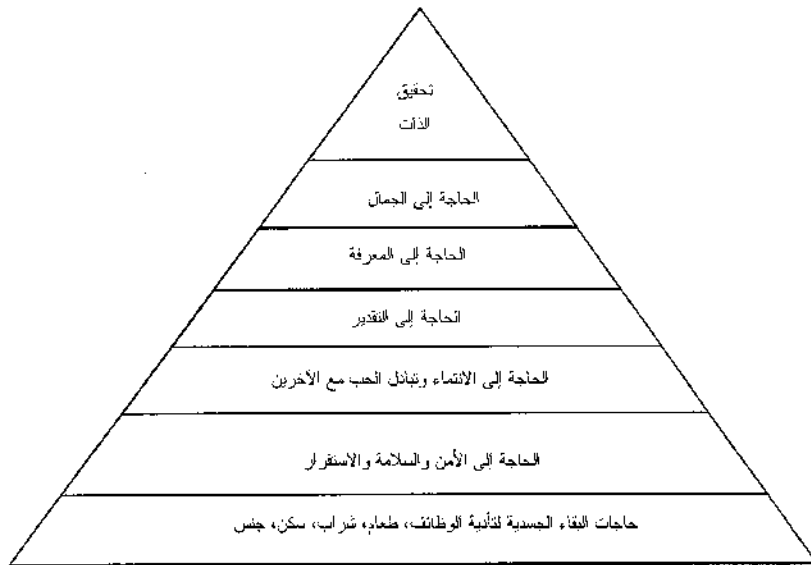 تحقيق
الذات
الحاجة إلى الجمال
الحاجة إلى المعرفة
الحاجة إلى التقدير
الحاجة إلى الانتماء وتبادل الحب مع الآخرين
الحاجة إلى الأمن والسلامة والاستقرار
حاجات البقاء الجسدية لتأدية الوظائف، طعام، شراب، سكن، جنس